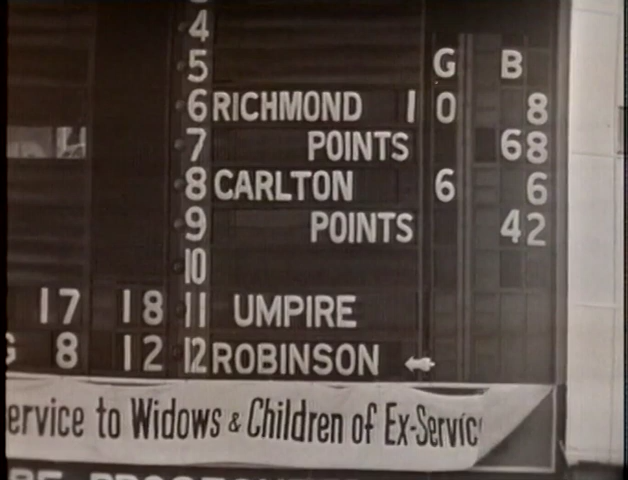 4
5 G B
6 RICHMOND 10 8
7 POINTS 68
8 CARLTON 6 6
9 POINTS 42
10
17 18 11 UMPIRE
8 12 12 ROBINSON
ervice to Widows & Children of Ex-Servic